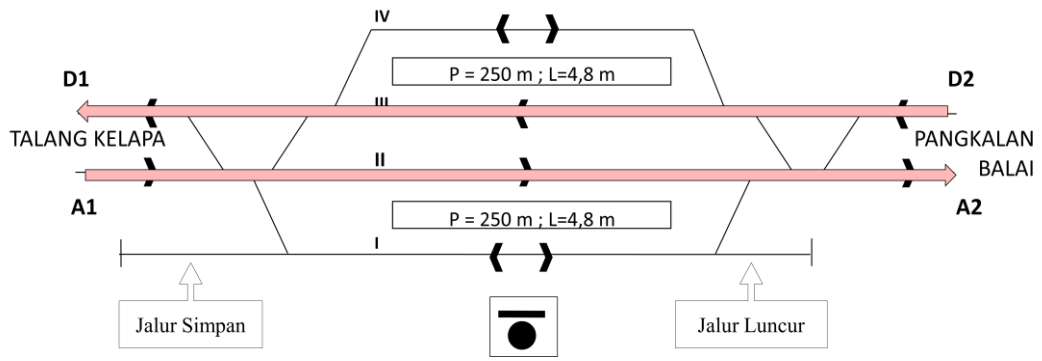 IV
P = 250 m ; L=4,8 m
D1
D2
III
TALANG KELAPA
PANGKALAN
BALAI
II
A1
A2
P = 250 m ; L=4,8 m
I
Jalur Simpan
Jalur Luncur